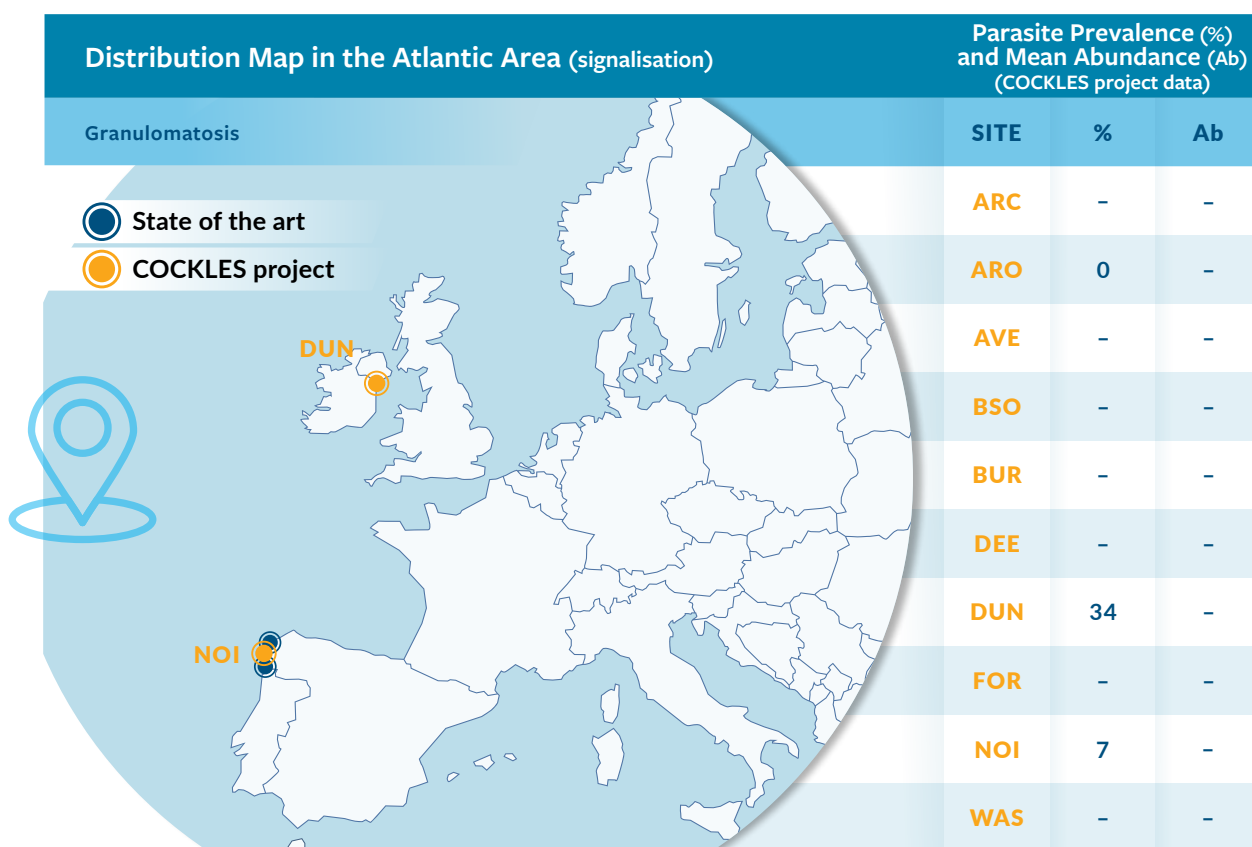 Distribution Map in the Atlantic Area (signalisation)
Parasite Prevalence (%)
and Mean Abundance (Ab)
(COCKLES project data)
Granulomatosis
SITE % Ab
State of the art
COCKLES project
DUN
NOI
ARC – –
ARO 0 –
AVE – –
BSO – –
BUR – –
DEE – –
DUN 34 –
FOR – –
NOI 7 –
WAS – –